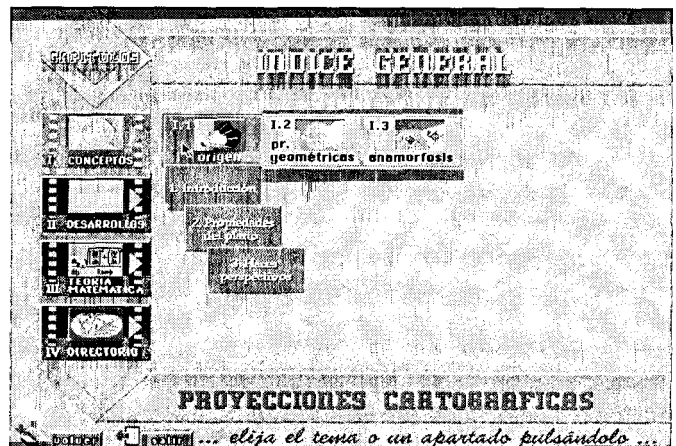 CAPITULOS
INDICE GENERAL
I CONCEPTOS
I.1
origen
I.2
pr.
geométricas
I.3
anamorfosis
1. Introducción
II DESARROLLOS
III TEORIA
MATEMATICA
IV DIRECTORIO
PROYECCIONES CARTOGRAFICAS
... elija el tema o un apartado pulsándolo ...